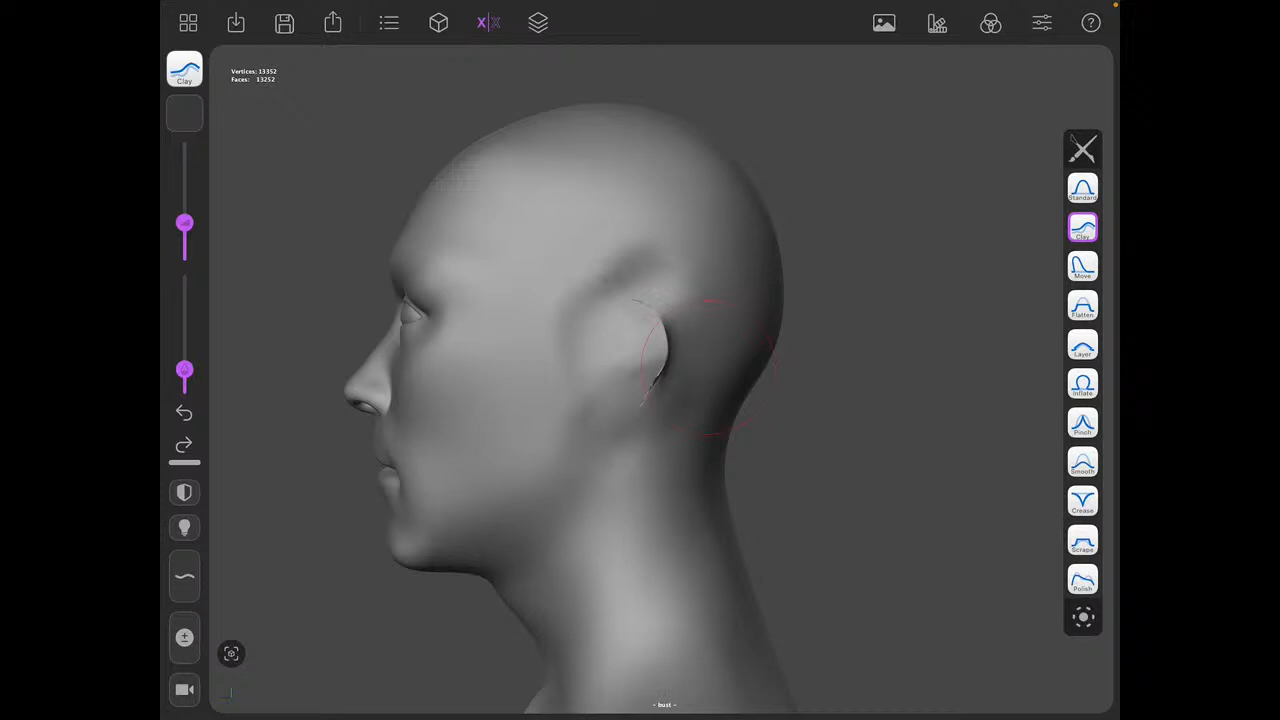 X|X
?
Clay
Vertices: 13352
Faces: 13252
Standard
Clay
Move
Flatten
Layer
Inflate
Pinch
Smooth
Crease
Scrape
Polish
- bust -